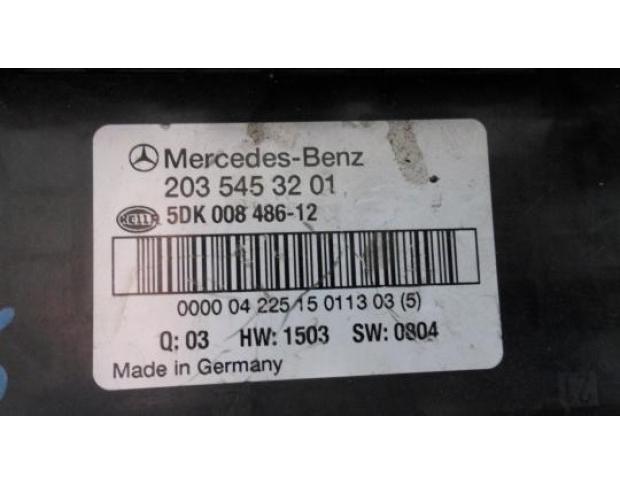 Mercedes-Benz
203 545 32 01
HELLA 5DK 008 486-12
0000 04 225 15 0113 03 (5)
Q: 03 HW: 1503 SW: 0804
Made in Germany